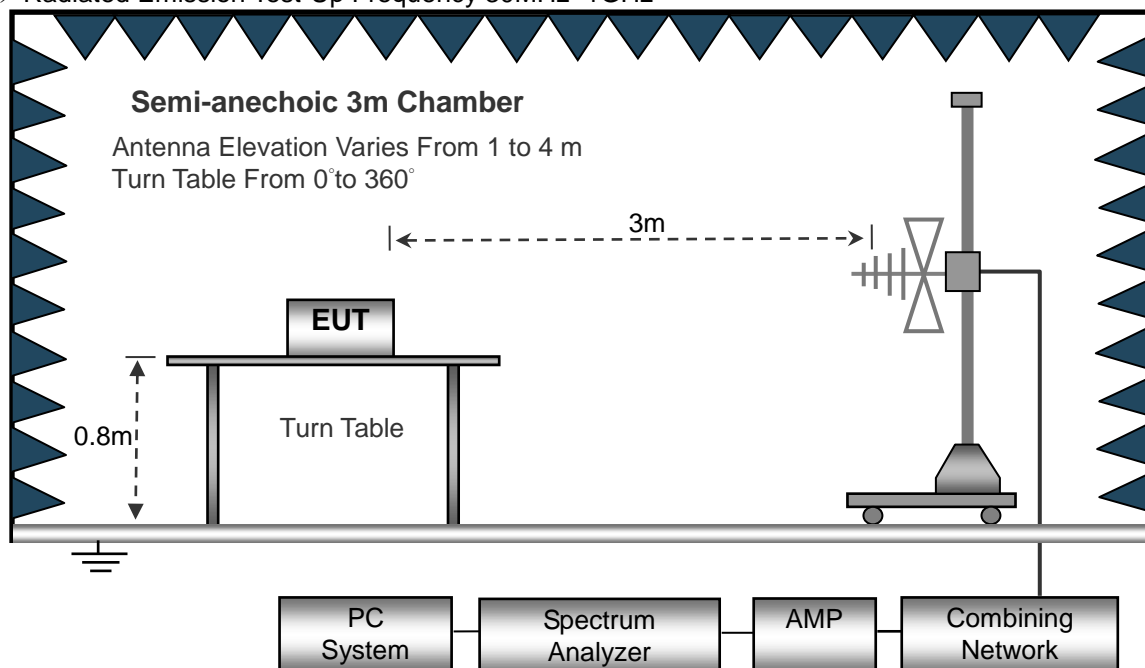 Radiated Emission Test-Up Frequency 30MHz~1GHz
Semi-anechoic 3m Chamber
Antenna Elevation Varies From 1 to 4 m
Turn Table From 0°to 360°
3m
EUT
0.8m
Turn Table
PC
System
Spectrum
Analyzer
AMP
Combining
Network